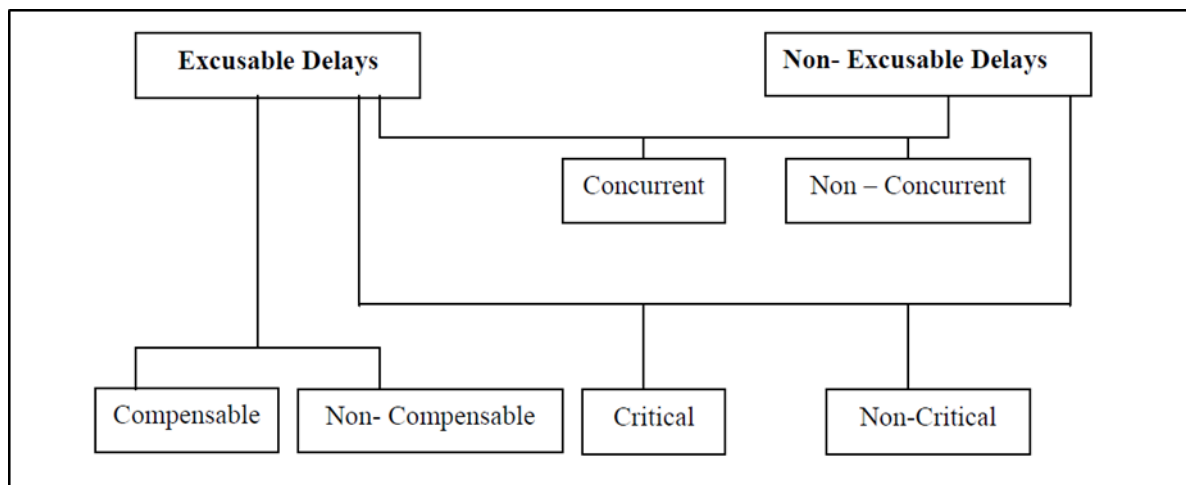 Excusable Delays
Non- Excusable Delays
Concurrent
Non – Concurrent
Compensable
Non- Compensable
Critical
Non-Critical